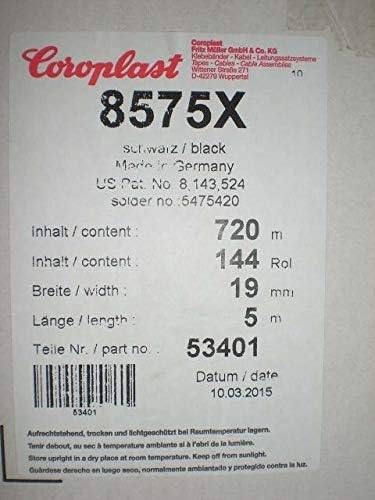 Coroplast
Coroplast
Fritz Müller GmbH & Co. KG
Klebebänder - Kabel - Leitungssatzsysteme
Tapes - Cables - Cable Assemblies
Wittener Straße 271
D-42279 Wuppertal
10
8575X
schwarz / black
Made in Germany
US Pat. No. 8,143,524
solder no :5475420
Inhalt / content : 720 m
Inhalt / content : 144 Rol
Breite / width : 19 mm
Länge / length : 5 m
Teile Nr. / part no. : 53401
53401
Datum / date
10.03.2015
Aufrechtstehend, trocken und lichtgeschützt bei Raumtemperatur lagern.
Tenir debout, au sec à température ambiante si à l'abri de la lumière.
Store upright in a dry place at room temperature. Keep off from sunlight.
Guárdese derecho en luego seco, normalmente ambientado y protegido contra la luz.